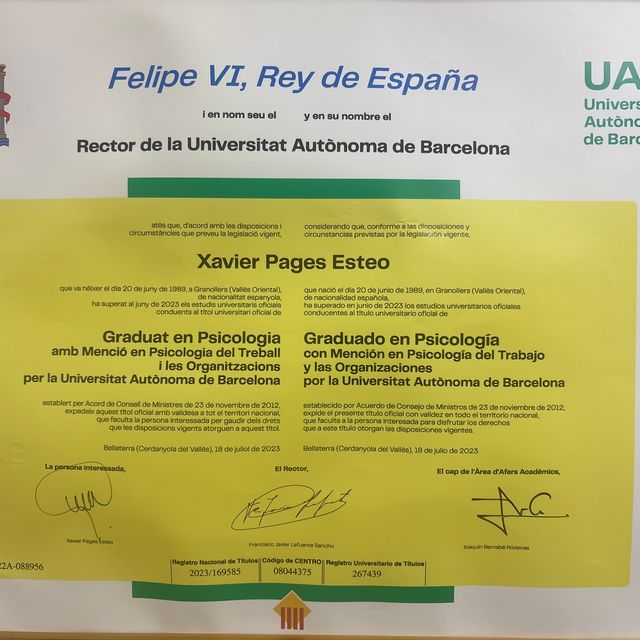 Felipe VI, Rey de España
UA
Univers
Autòno
de Barc
i en nom seu el y en su nombre el
Rector de la Universitat Autònoma de Barcelona
atès que, d'acord amb les disposicions i
circumstàncies que preveu la legislació vigent,
considerando que, conforme a las disposiciones y
circunstancias previstas por la legislación vigente,
Xavier Pages Esteo
que va néixer el dia 20 de juny de 1989, a Granollers (Vallès Oriental),
de nacionalitat espanyola,
ha superat al juny de 2023 els estudis universitaris oficials
conduents al títol universitari oficial de
que nació el día 20 de junio de 1989, en Granollers (Vallès Oriental),
de nacionalidad española,
ha superado en junio de 2023 los estudios universitarios oficiales
conducentes al título universitario oficial de
Graduat en Psicologia
amb Menció en Psicologia del Treball
i les Organitzacions
per la Universitat Autònoma de Barcelona
Graduado en Psicología
con Mención en Psicología del Trabajo
y las Organizaciones
por la Universitat Autònoma de Barcelona
establert per Acord de Consell de Ministres de 23 de novembre de 2012,
expedeix aquest títol oficial amb validesa a tot el territori nacional,
que faculta la persona interessada per gaudir dels drets
que les disposicions vigents atorguen a aquest títol.
establecido por Acuerdo de Consejo de Ministros de 23 de noviembre de 2012,
expide el presente título oficial con validez en todo el territorio nacional,
que faculta a la persona interesada para disfrutar los derechos
que a este título otorgan las disposiciones vigentes.
Bellaterra (Cerdanyola del Vallès), 18 de juliol de 2023
Bellaterra (Cerdanyola del Vallès), 18 de julio de 2023
La persona interessada,
El Rector,
El cap de l'Àrea d'Afers Acadèmics,
Xavier Pages Esteo
Francisco Javier Lafuente Sancho
Joaquín Bernabé Ródenas
22A-088956
Registro Nacional de Títulos
2023/169585
Código de CENTRO
08044375
Registro Universitario de Títulos
267439